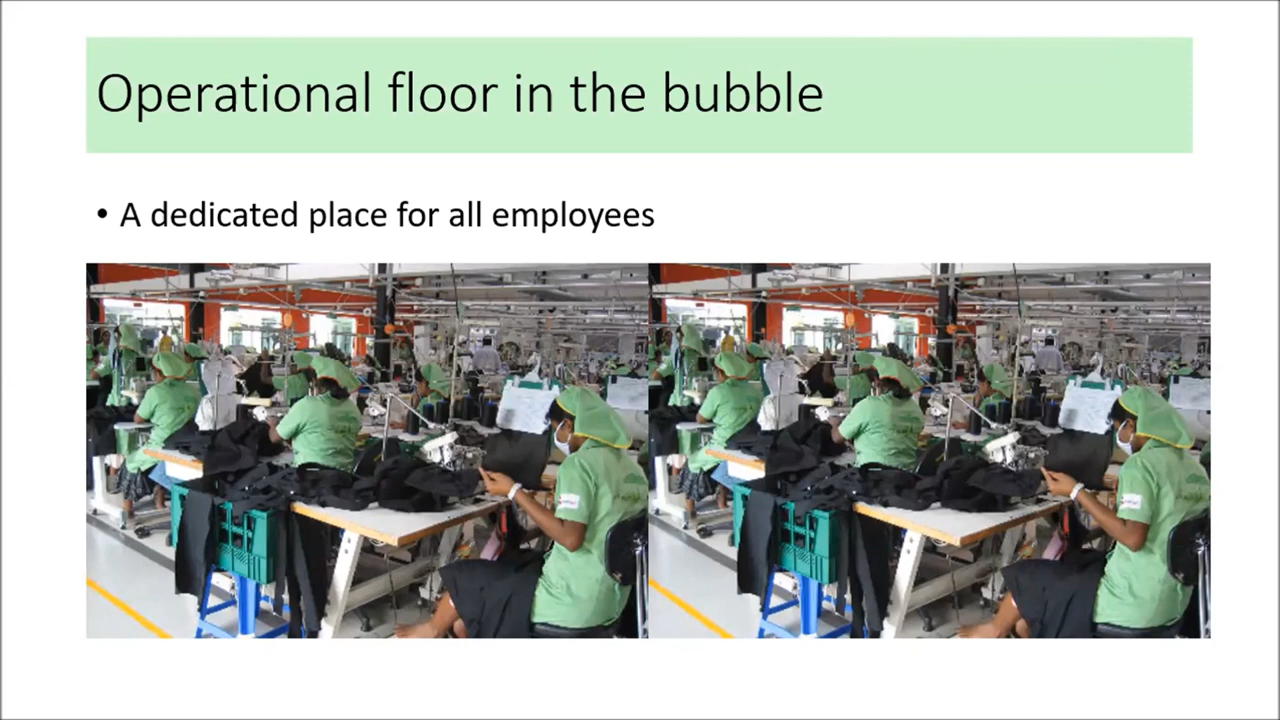 Operational floor in the bubble
• A dedicated place for all employees